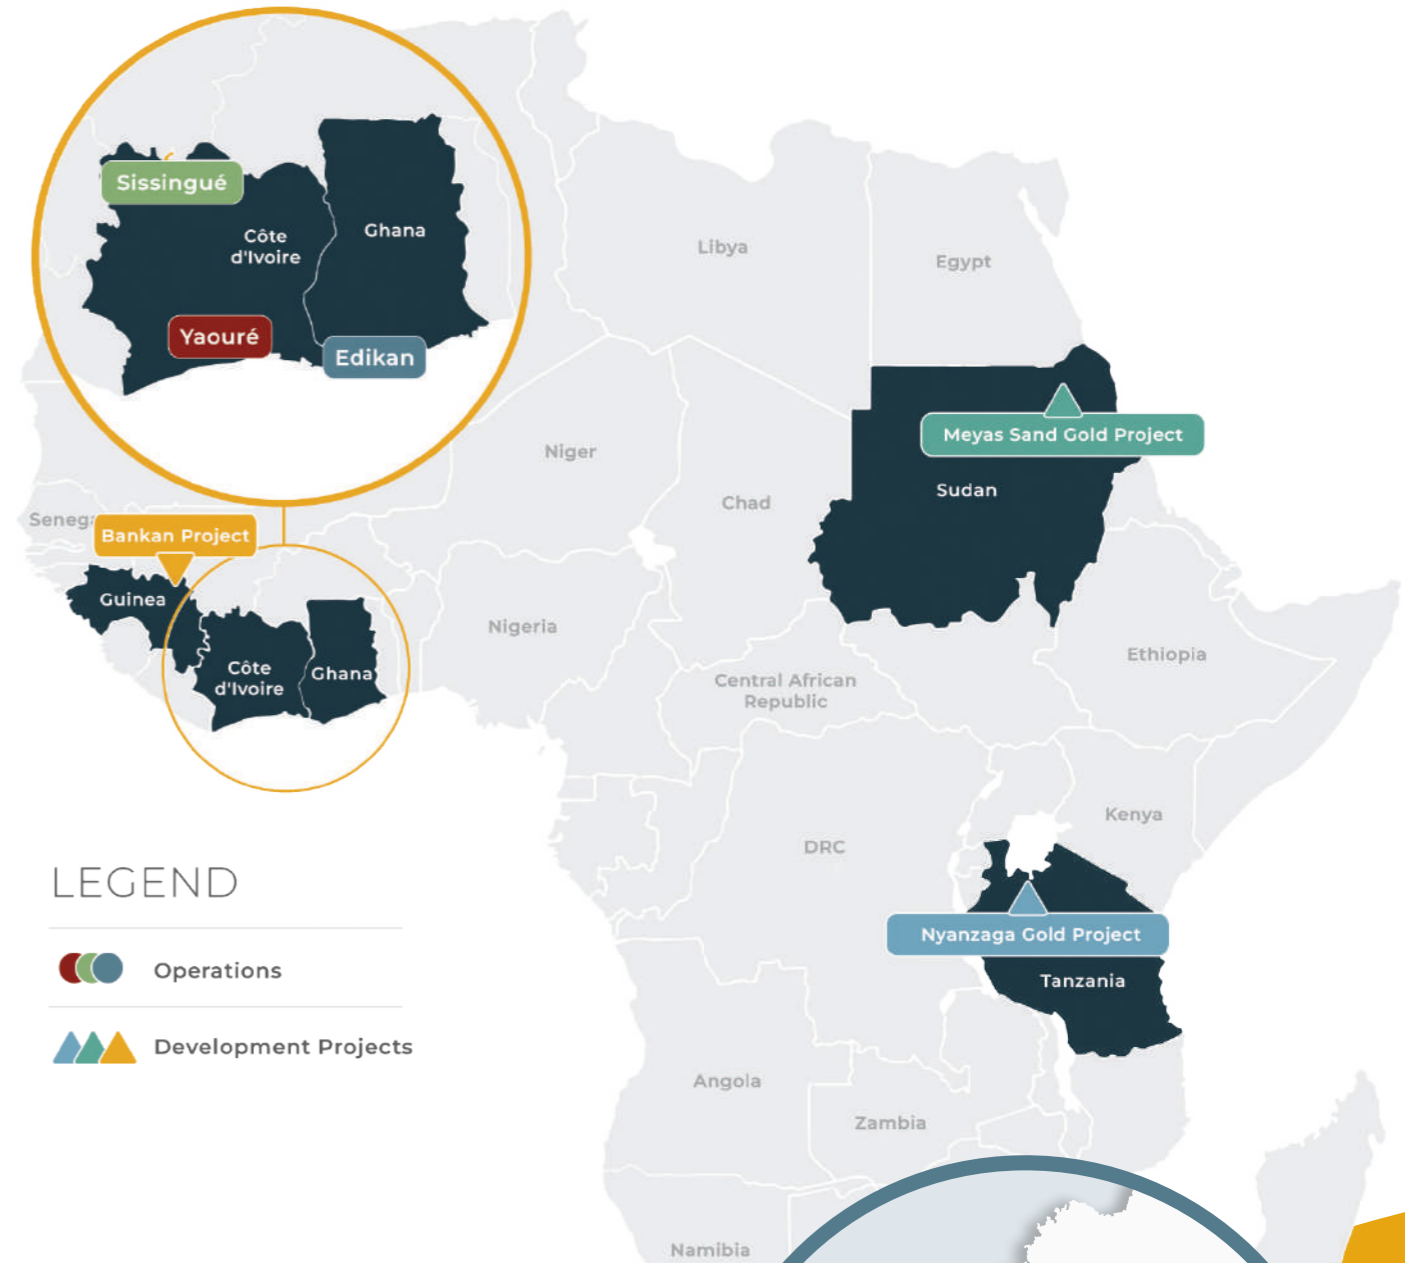 Sissingué
Côte
d'Ivoire
Ghana
Yaouré
Edikan
Libya
Egypt
Meyas Sand Gold Project
Niger
Chad
Sudan
Seneg
Bankan Project
Guinea
Nigeria
Côte
d'Ivoire
Ghana
Ethiopia
Central African
Republic
Kenya
DRC
LEGEND
Nyanzaga Gold Project
Operations
Tanzania
Development Projects
Angola
Zambia
Namibia